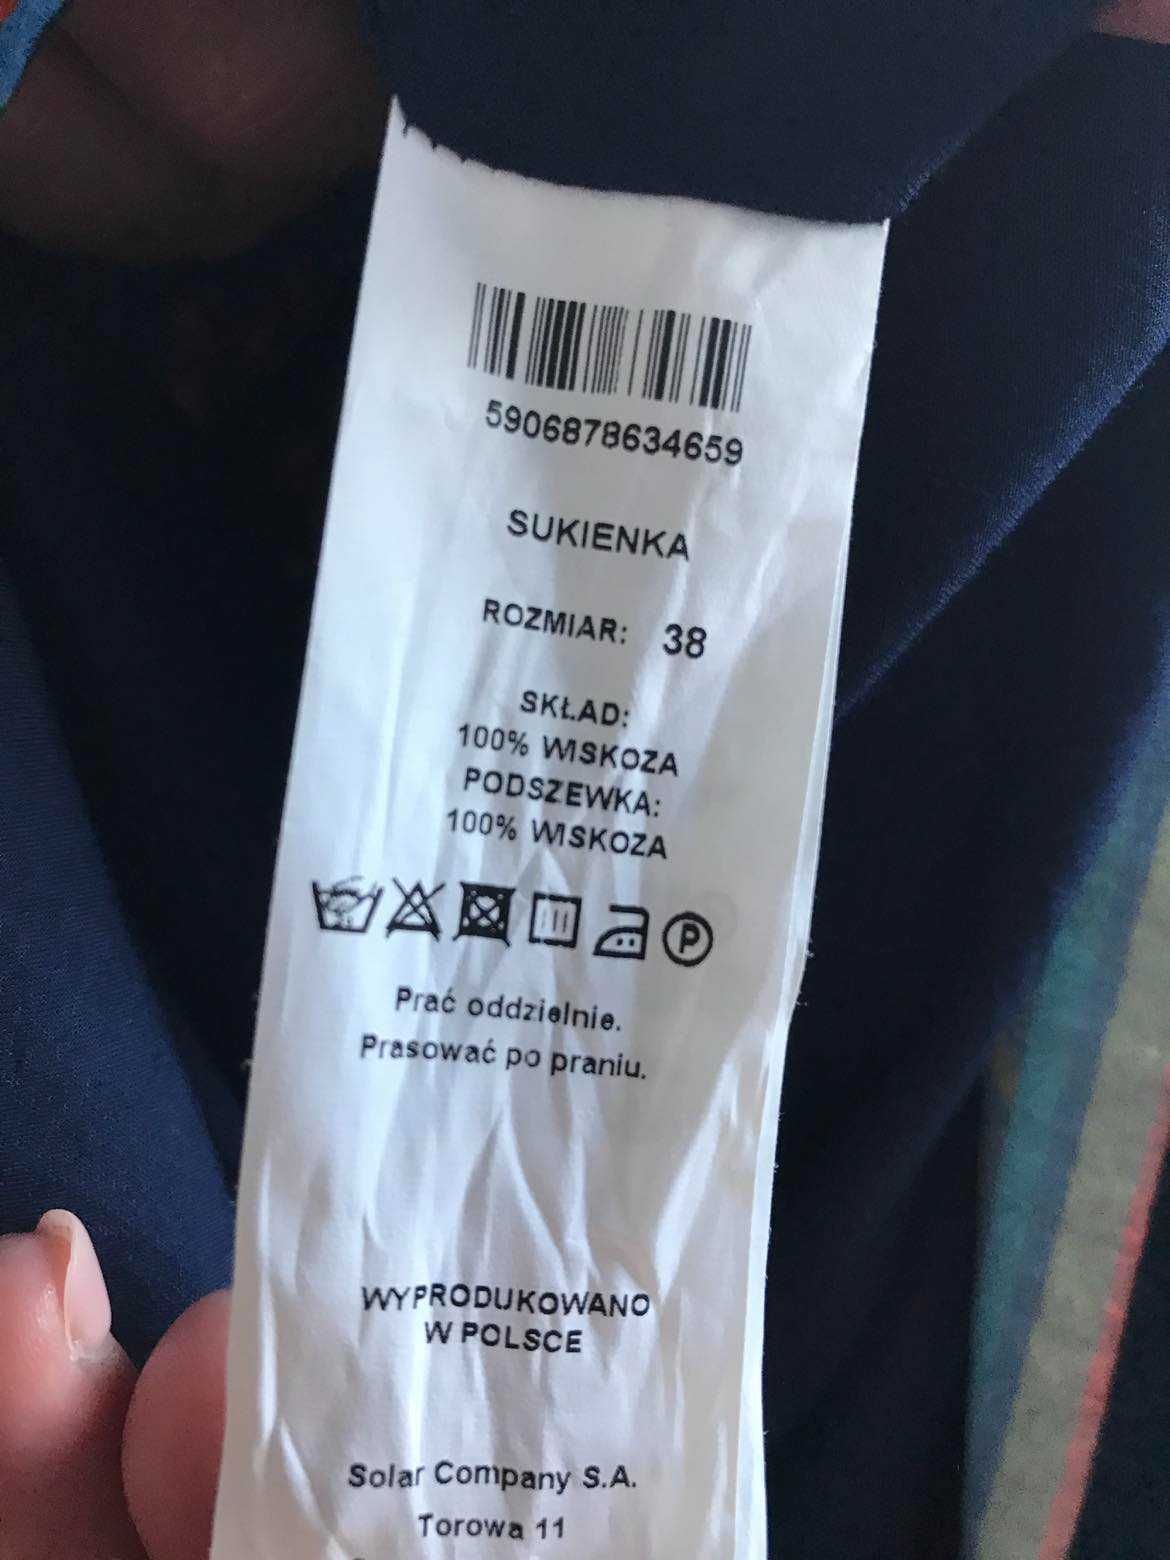 5906878634659
SUKIENKA
ROZMIAR: 38
SKŁAD:
100% WISKOZA
PODSZEWKA:
100% WISKOZA
P
Prać oddzielnie.
Prasować po praniu.
WYPRODUKOWANO
W POLSCE
Solar Company S.A.
Torowa 11